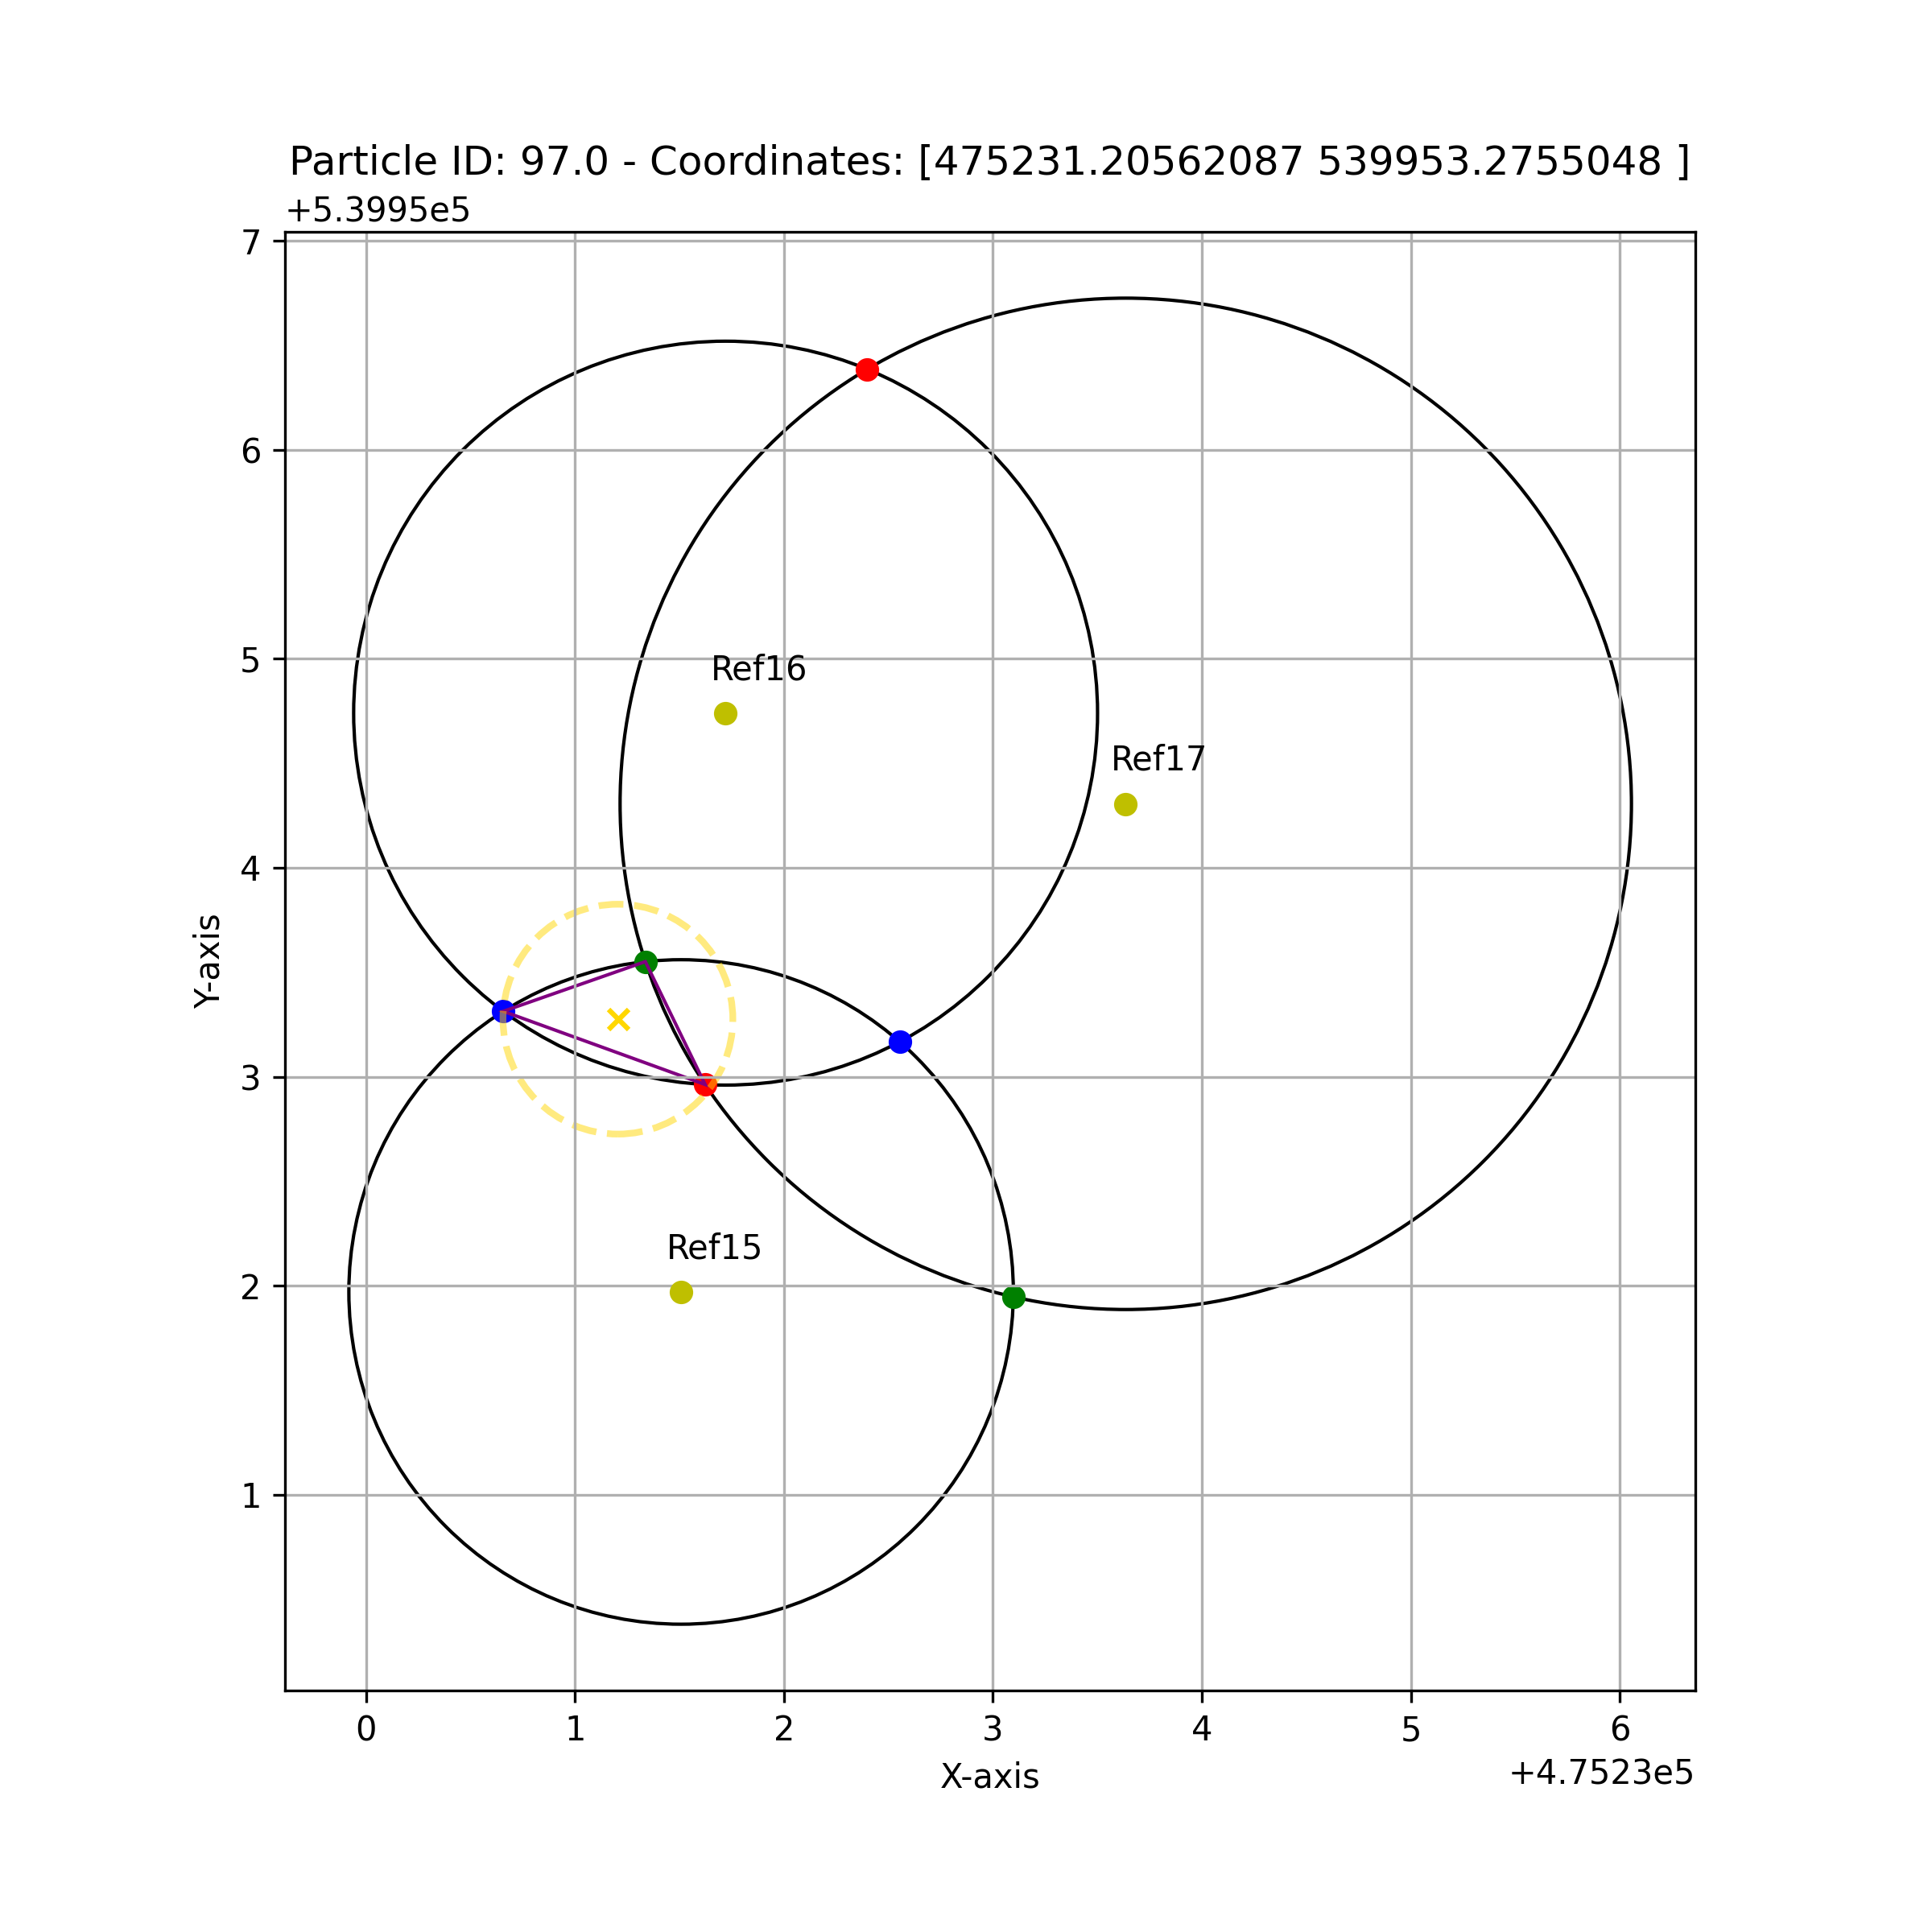 Particle ID: 97.0 - Coordinates: [475231.20562087 539953.2755048 ]
+5.3995e5
7
6
5
4
3
2
1
Y-axis
Ref16
Ref17
Ref15
0 1 2 3 4 5 6
X-axis
+4.7523e5